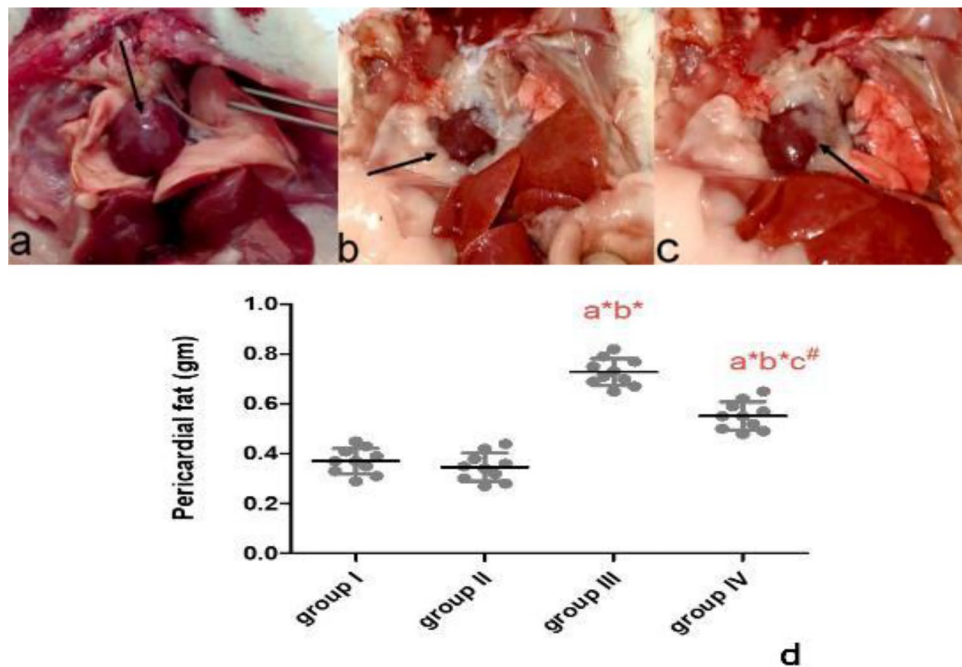 a
b
c
Pericardial fat (gm)
1.0
0.8
0.6
0.4
0.2
0.0
a*b*
a*b*c#
group I
group II
group III
group IV
d